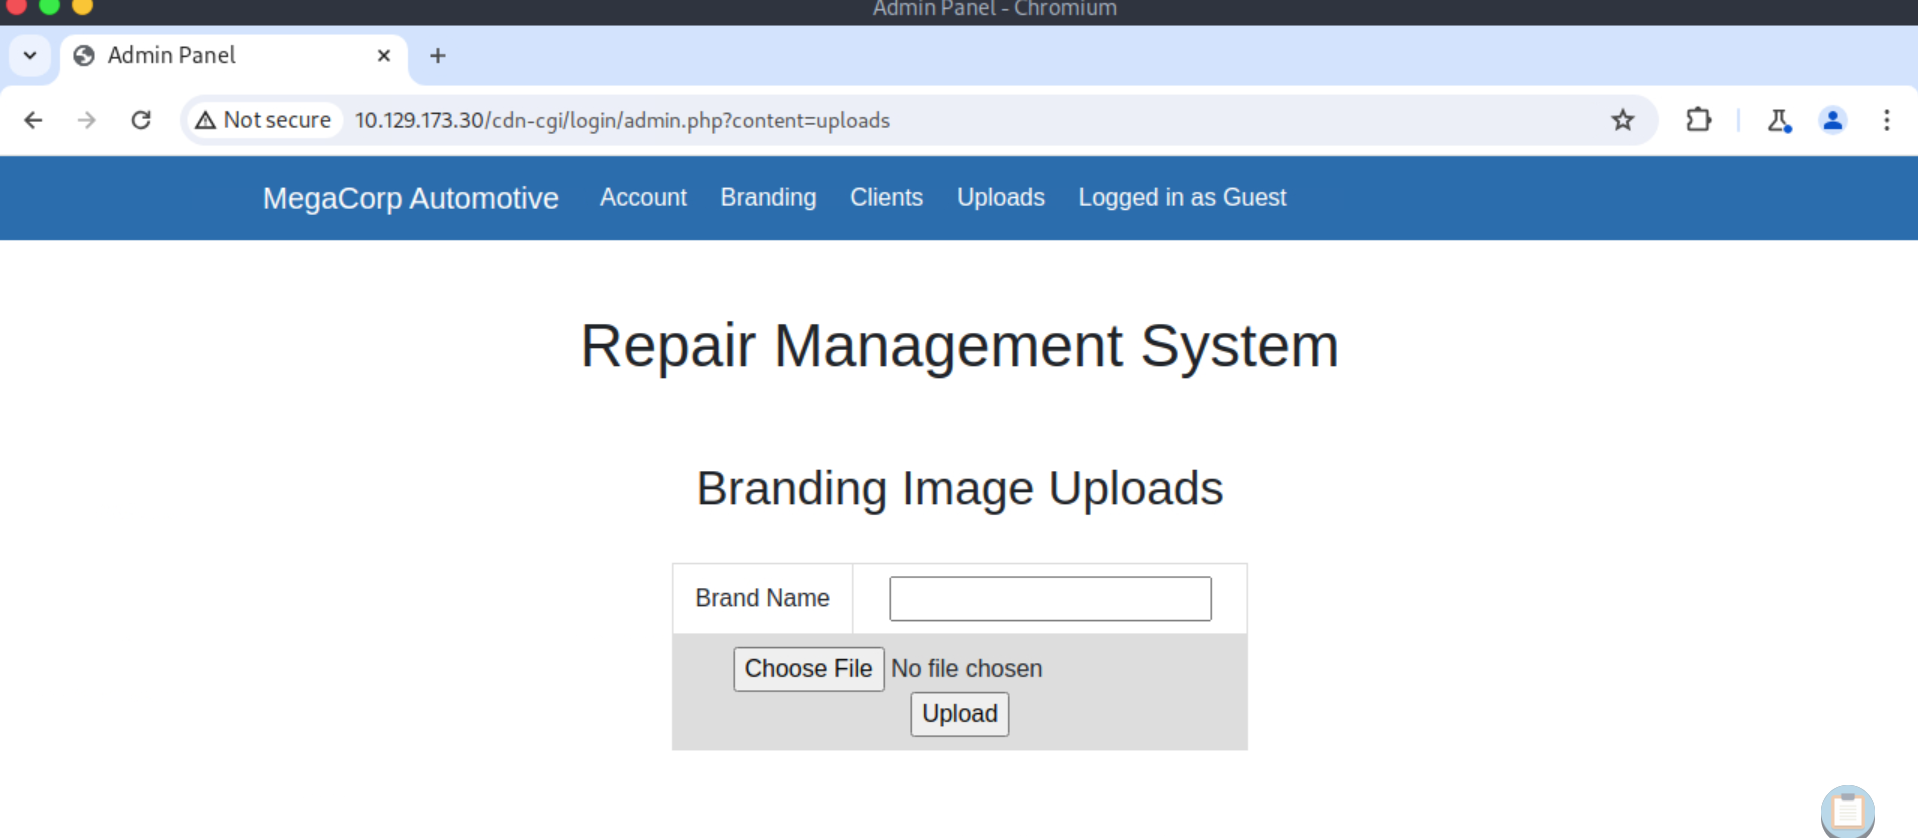 Admin Panel - Chromium
Admin Panel
Not secure 10.129.173.30/cdn-cgi/login/admin.php?content=uploads
MegaCorp Automotive Account Branding Clients Uploads Logged in as Guest
Repair Management System
Branding Image Uploads
Brand Name
Choose File No file chosen
Upload